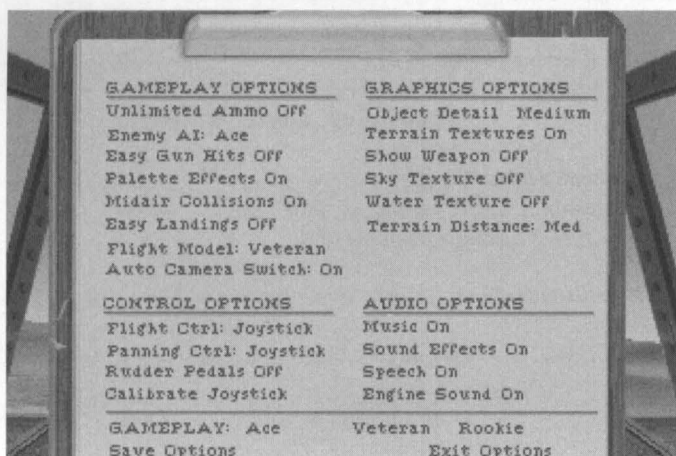 GAMEPLAY OPTIONS
Unlimited Ammo Off
Enemy AI: Ace
Easy Gun Hits Off
Palette Effects On
Midair Collisions On
Easy Landings Off
Flight Model: Veteran
Auto Camera Switch: On
GRAPHICS OPTIONS
Object Detail Medium
Terrain Textures On
Show Weapon Off
Sky Texture Off
Water Texture Off
Terrain Distance: Med
CONTROL OPTIONS
Flight Ctrl: Joystick
Panning Ctrl: Joystick
Rudder Pedals Off
Calibrate Joystick
AUDIO OPTIONS
Music On
Sound Effects On
Speech On
Engine Sound On
GAMEPLAY: Ace Veteran Rookie
Save Options Exit Options